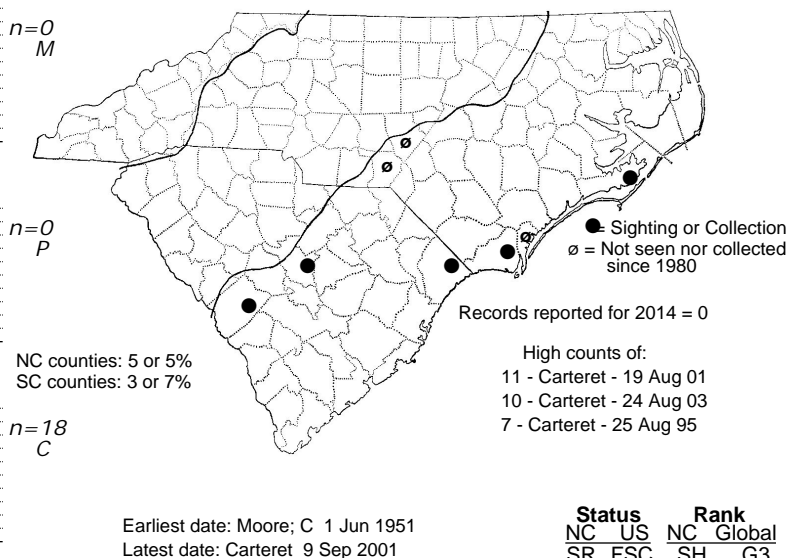 n=0
M
n=0
P
n=18
C
= Sighting or Collection
ø = Not seen nor collected
since 1980
Records reported for 2014 = 0
NC counties: 5 or 5%
SC counties: 3 or 7%
High counts of:
11 - Carteret - 19 Aug 01
10 - Carteret - 24 Aug 03
7 - Carteret - 25 Aug 95
Earliest date: Moore; C 1 Jun 1951
Latest date: Carteret 9 Sep 2001
Status Rank
NC US NC Global
SR FSC SH G3